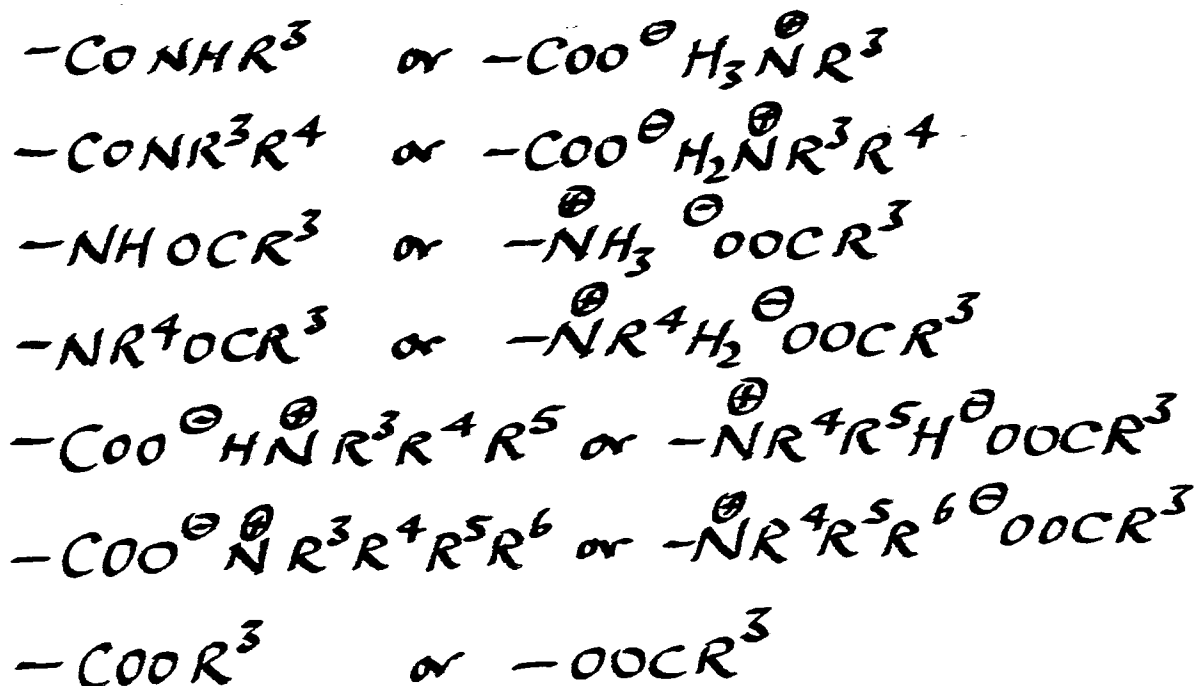 –CONHR³ or –COO⊖ H₃N⊕R³
–CONR³R⁴ or –COO⊖ H₂N⊕R³R⁴
–NHOCR³ or –N⊕H₃ ⊖OOCR³
–NR⁴OCR³ or –N⊕R⁴H₂ ⊖OOCR³
–COO⊖HN⊕R³R⁴R⁵ or –N⊕R⁴R⁵H⊖OOCR³
–COO⊖N⊕R³R⁴R⁵R⁶ or –N⊕R⁴R⁵R⁶⊖OOCR³
–COOR³ or –OOCR³